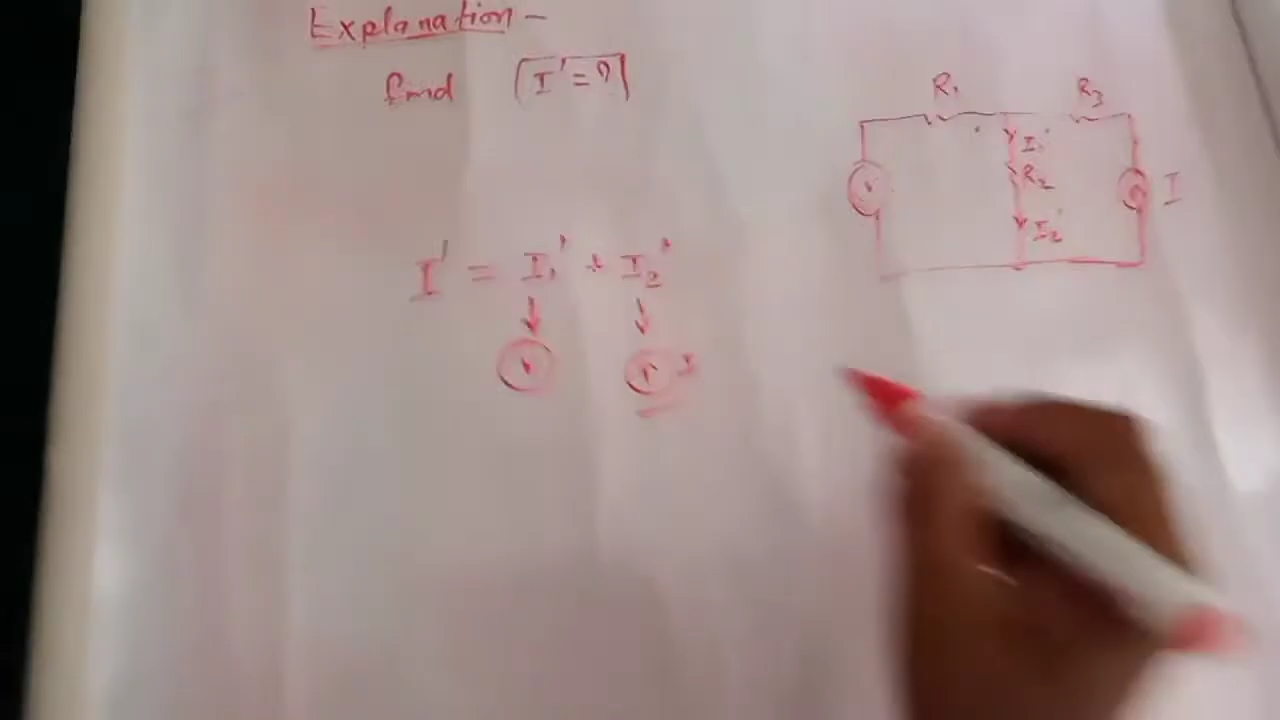 Explanation -
find I' = ?
R1 R3
I1'
R2
V I
I2'
I' = I1' + I2'
V I